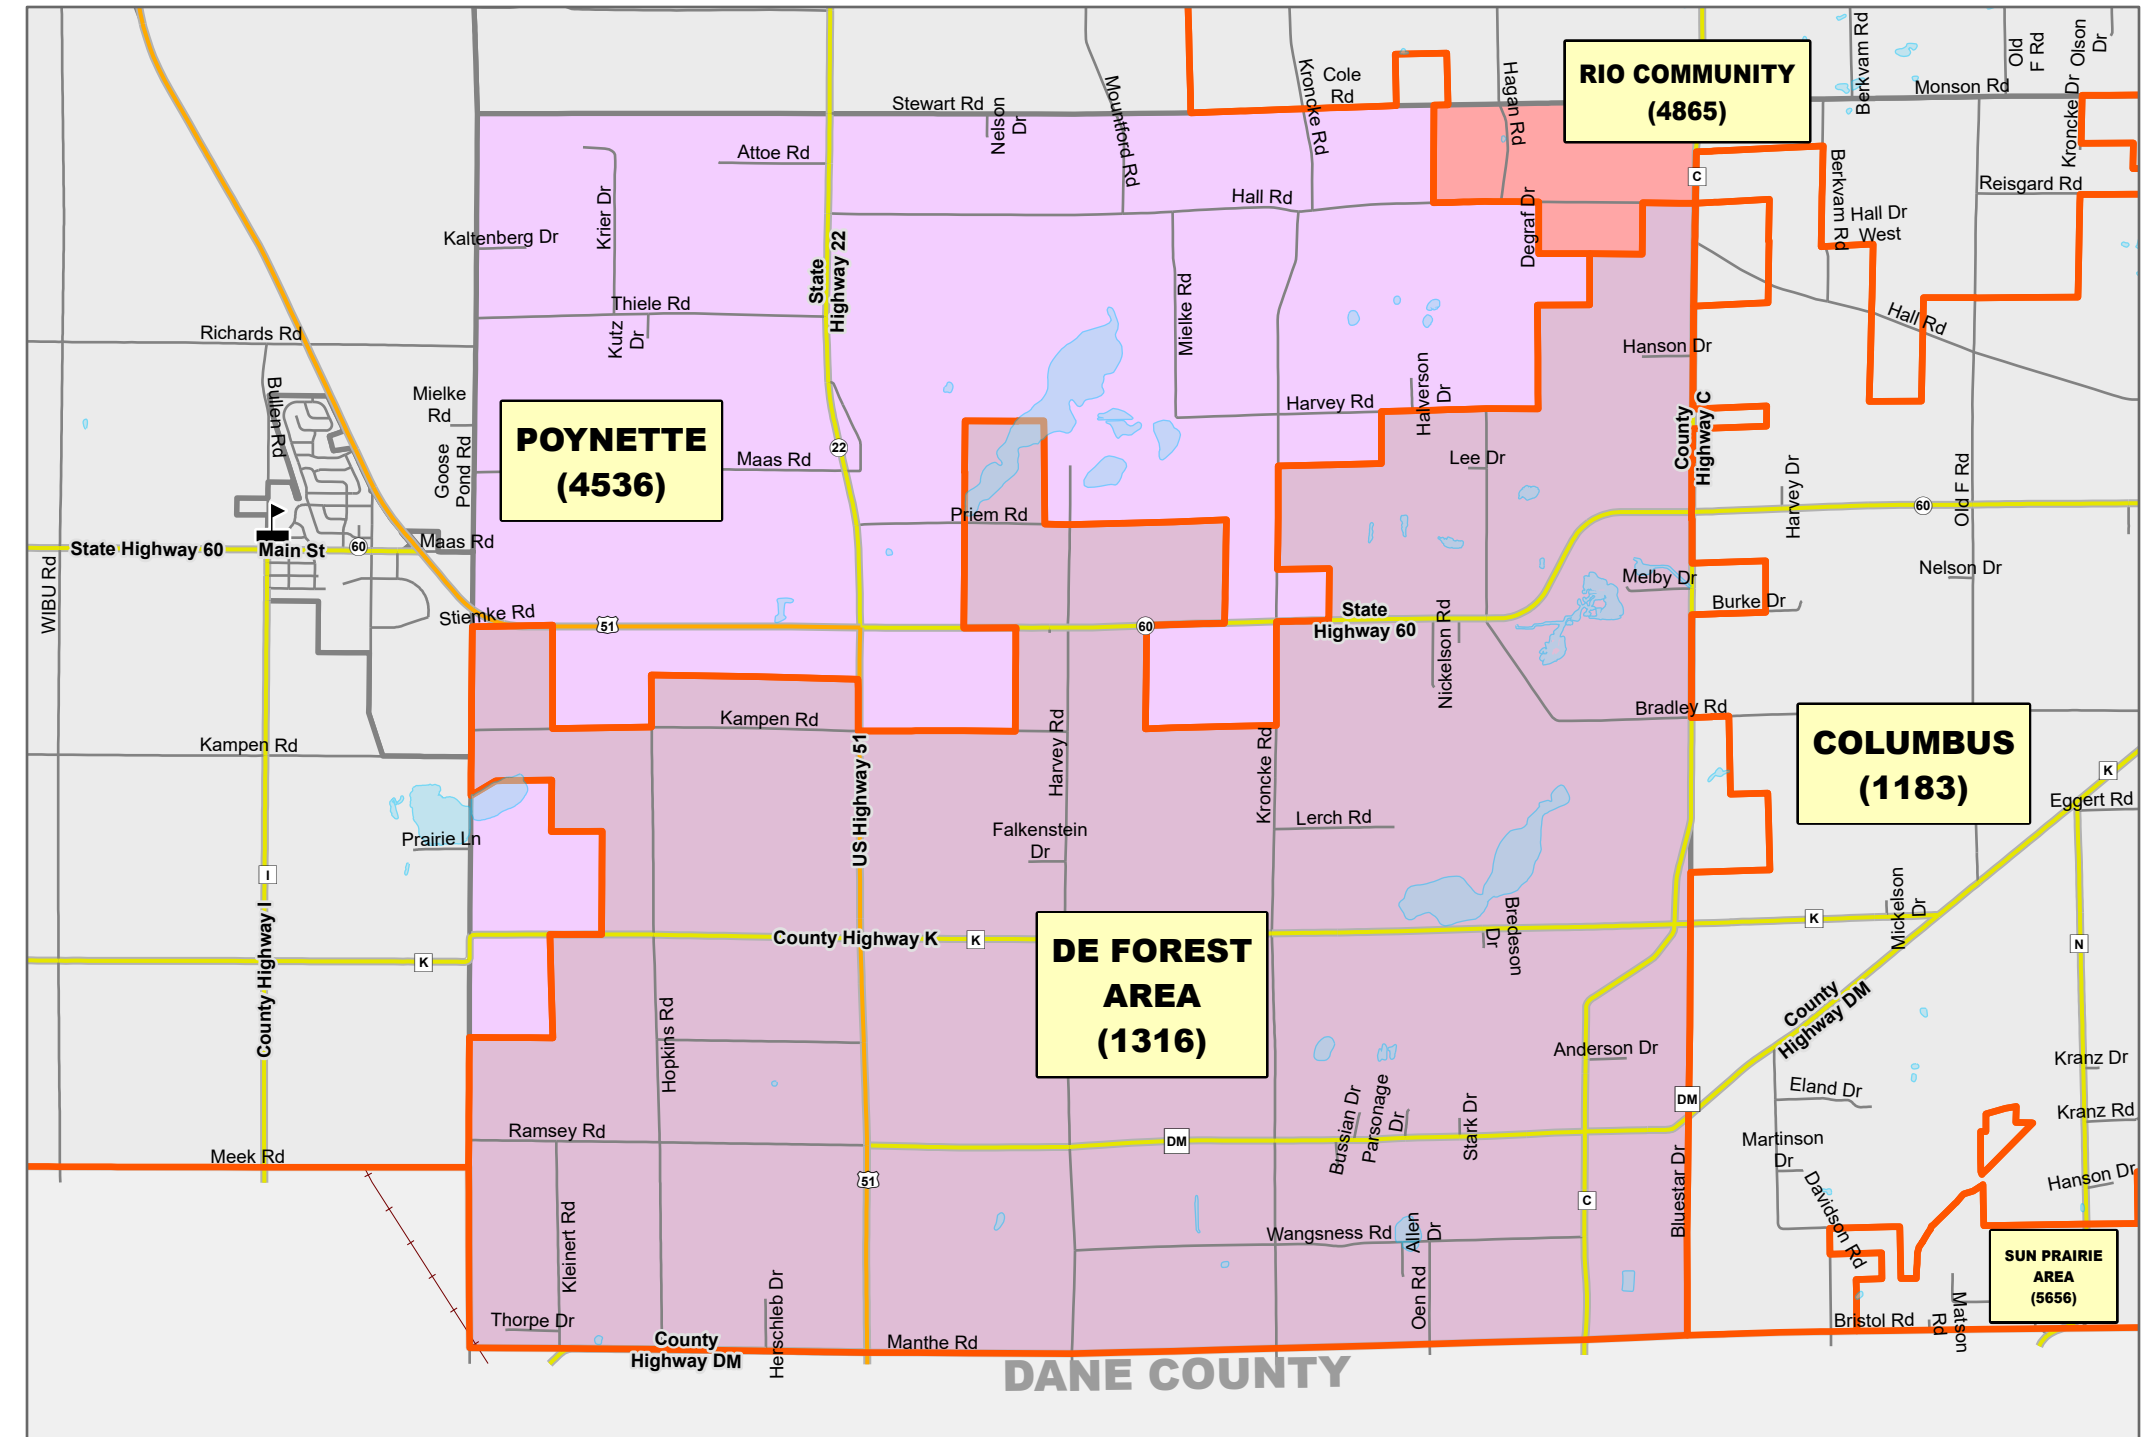 Cole
Rd
Stewart Rd
Nelson
Dr
Mountford Rd
Kroncke Rd
Hagan Rd
RIO COMMUNITY
(4865)
Berkvam Rd
Old
F Rd
Olson
Dr
Monson Rd
Kroncke Dr
Attoe Rd
C
Reisgard Rd
Berkvam Rd
Hall Dr
West
Hall Rd
Krier Dr
Degraf Dr
Kaltenberg Dr
State
Highway 22
Thiele Rd
Kutz
Dr
Mielke Rd
Hall Rd
Hanson Dr
Richards Rd
Bullen Rd
Mielke
Rd
Goose
Pond Rd
Halverson
Dr
Harvey Rd
County
Highway C
POYNETTE
(4536)
22
Maas Rd
Lee Dr
Harvey Dr
Old F Rd
60
Priem Rd
State Highway 60
Main St
60
Maas Rd
WIBU Rd
Nelson Dr
Melby Dr
Burke Dr
Stiemke Rd
51
60
State
Highway 60
Nickelson Rd
Bradley Rd
Kampen Rd
Kampen Rd
US Highway 51
Harvey Rd
Kroncke Rd
COLUMBUS
(1183)
K
Eggert Rd
Lerch Rd
Falkenstein
Dr
Prairie Ln
I
County Highway I
K
County Highway K
K
DE FOREST
AREA
(1316)
Bredeson
Dr
K
Mickelson
Dr
N
County
Highway DM
Hopkins Rd
Anderson Dr
Kranz Dr
Eland Dr
DM
Kranz Rd
Bussian Dr
Parsonage
Dr
Stark Dr
Ramsey Rd
DM
Martinson
Dr
Meek Rd
51
C
Bluestar Dr
Davidson Rd
Hanson Dr
Kleinert Rd
Wangsness Rd
Allen
Dr
Oen Rd
SUN PRAIRIE
AREA
(5656)
Thorpe Dr
Herschleb Dr
County
Highway DM
Manthe Rd
Bristol Rd
Matson
Rd
DANE COUNTY